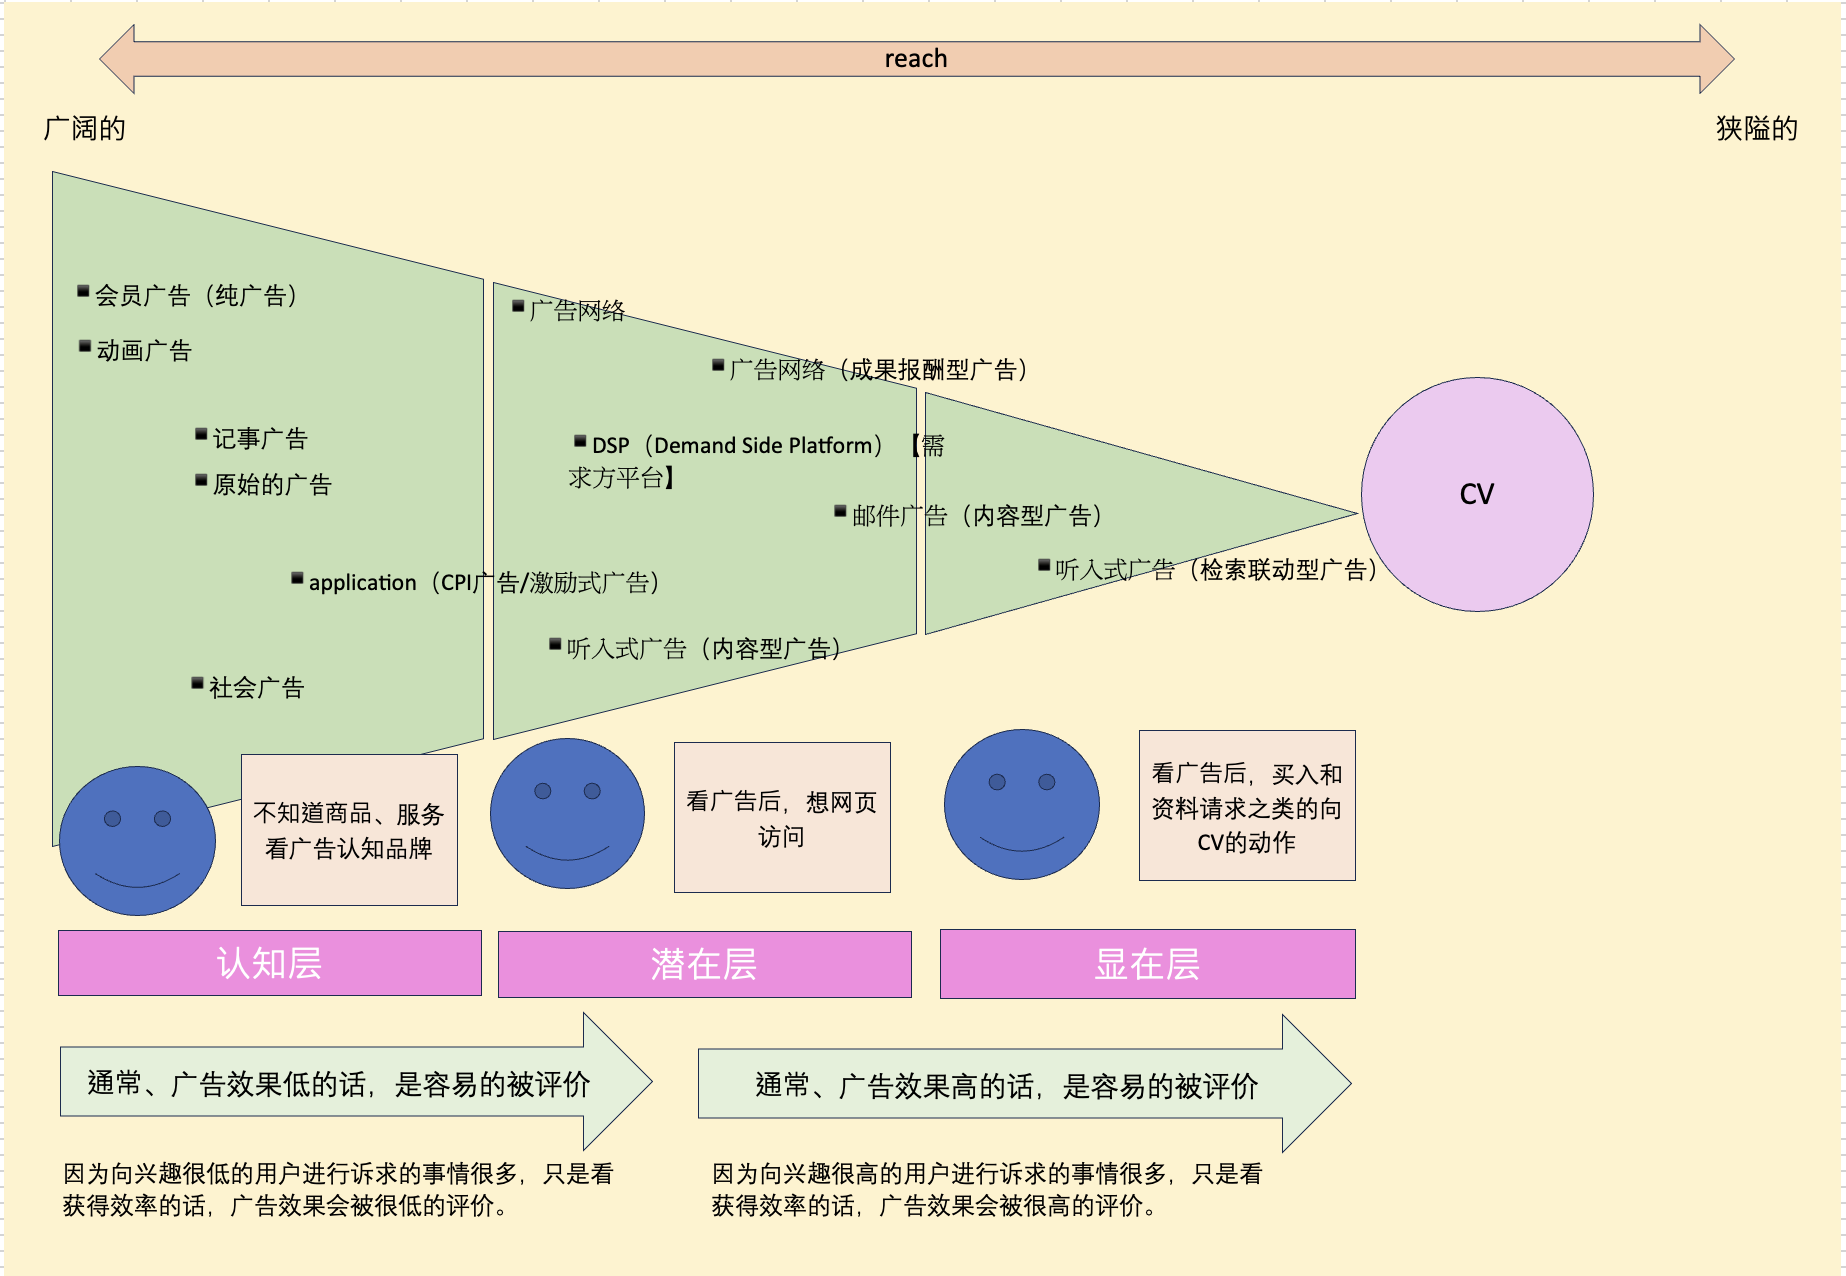 reach
广阔的
狭隘的
■会员广告（纯广告）
■广告网络
■动画广告
■广告网络（成果报酬型广告）
■记事广告
■DSP（Demand Side Platform）【需
求方平台】
■原始的广告
CV
■邮件广告（内容型广告）
■听入式广告（检索联动型广告）
■application（CPI广告/激励式广告）
■听入式广告（内容型广告）
■社会广告
不知道商品、服务
看广告认知品牌
看广告后，想网页
访问
看广告后，买入和
资料请求之类的向
CV的动作
认知层
潜在层
显在层
通常、广告效果低的话，是容易的被评价
通常、广告效果高的话，是容易的被评价
因为向兴趣很低的用户进行诉求的事情很多，只是看
获得效率的话，广告效果会被很低的评价。
因为向兴趣很高的用户进行诉求的事情很多，只是看
获得效率的话，广告效果会被很高的评价。